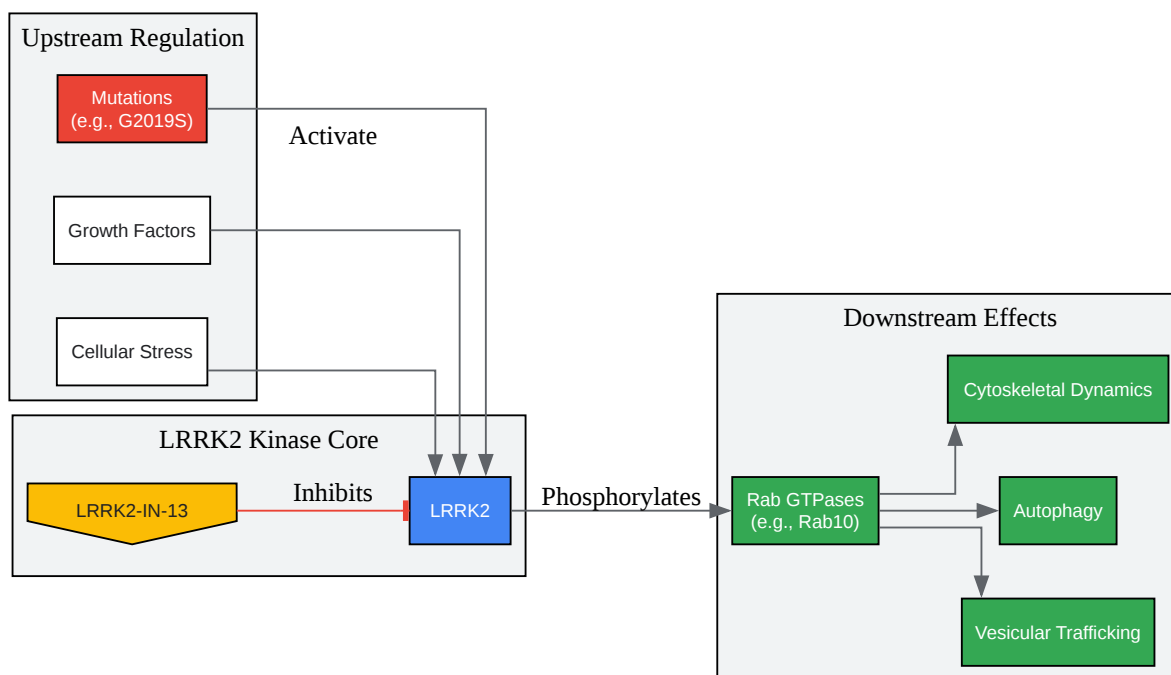 Upstream Regulation
Mutations
(e.g., G2019S)
Activate
Growth Factors
Cellular Stress
LRRK2 Kinase Core
LRRK2-IN-13
Inhibits
LRRK2
Phosphorylates
Downstream Effects
Cytoskeletal Dynamics
Rab GTPases
(e.g., Rab10)
Autophagy
Vesicular Trafficking